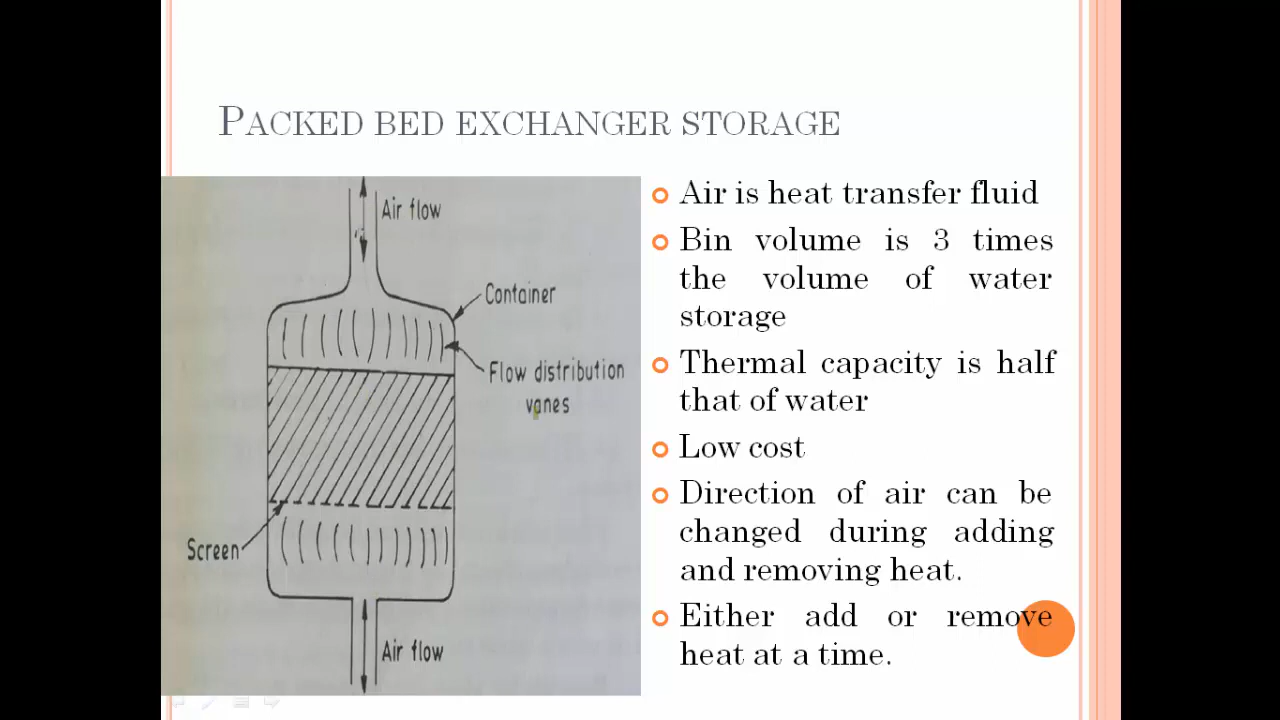 PACKED BED EXCHANGER STORAGE
Air flow
Container
Flow distribution
vanes
Screen
Air flow
Air is heat transfer fluid
Bin volume is 3 times
the volume of water
storage
Thermal capacity is half
that of water
Low cost
Direction of air can be
changed during adding
and removing heat.
Either add or remove
heat at a time.